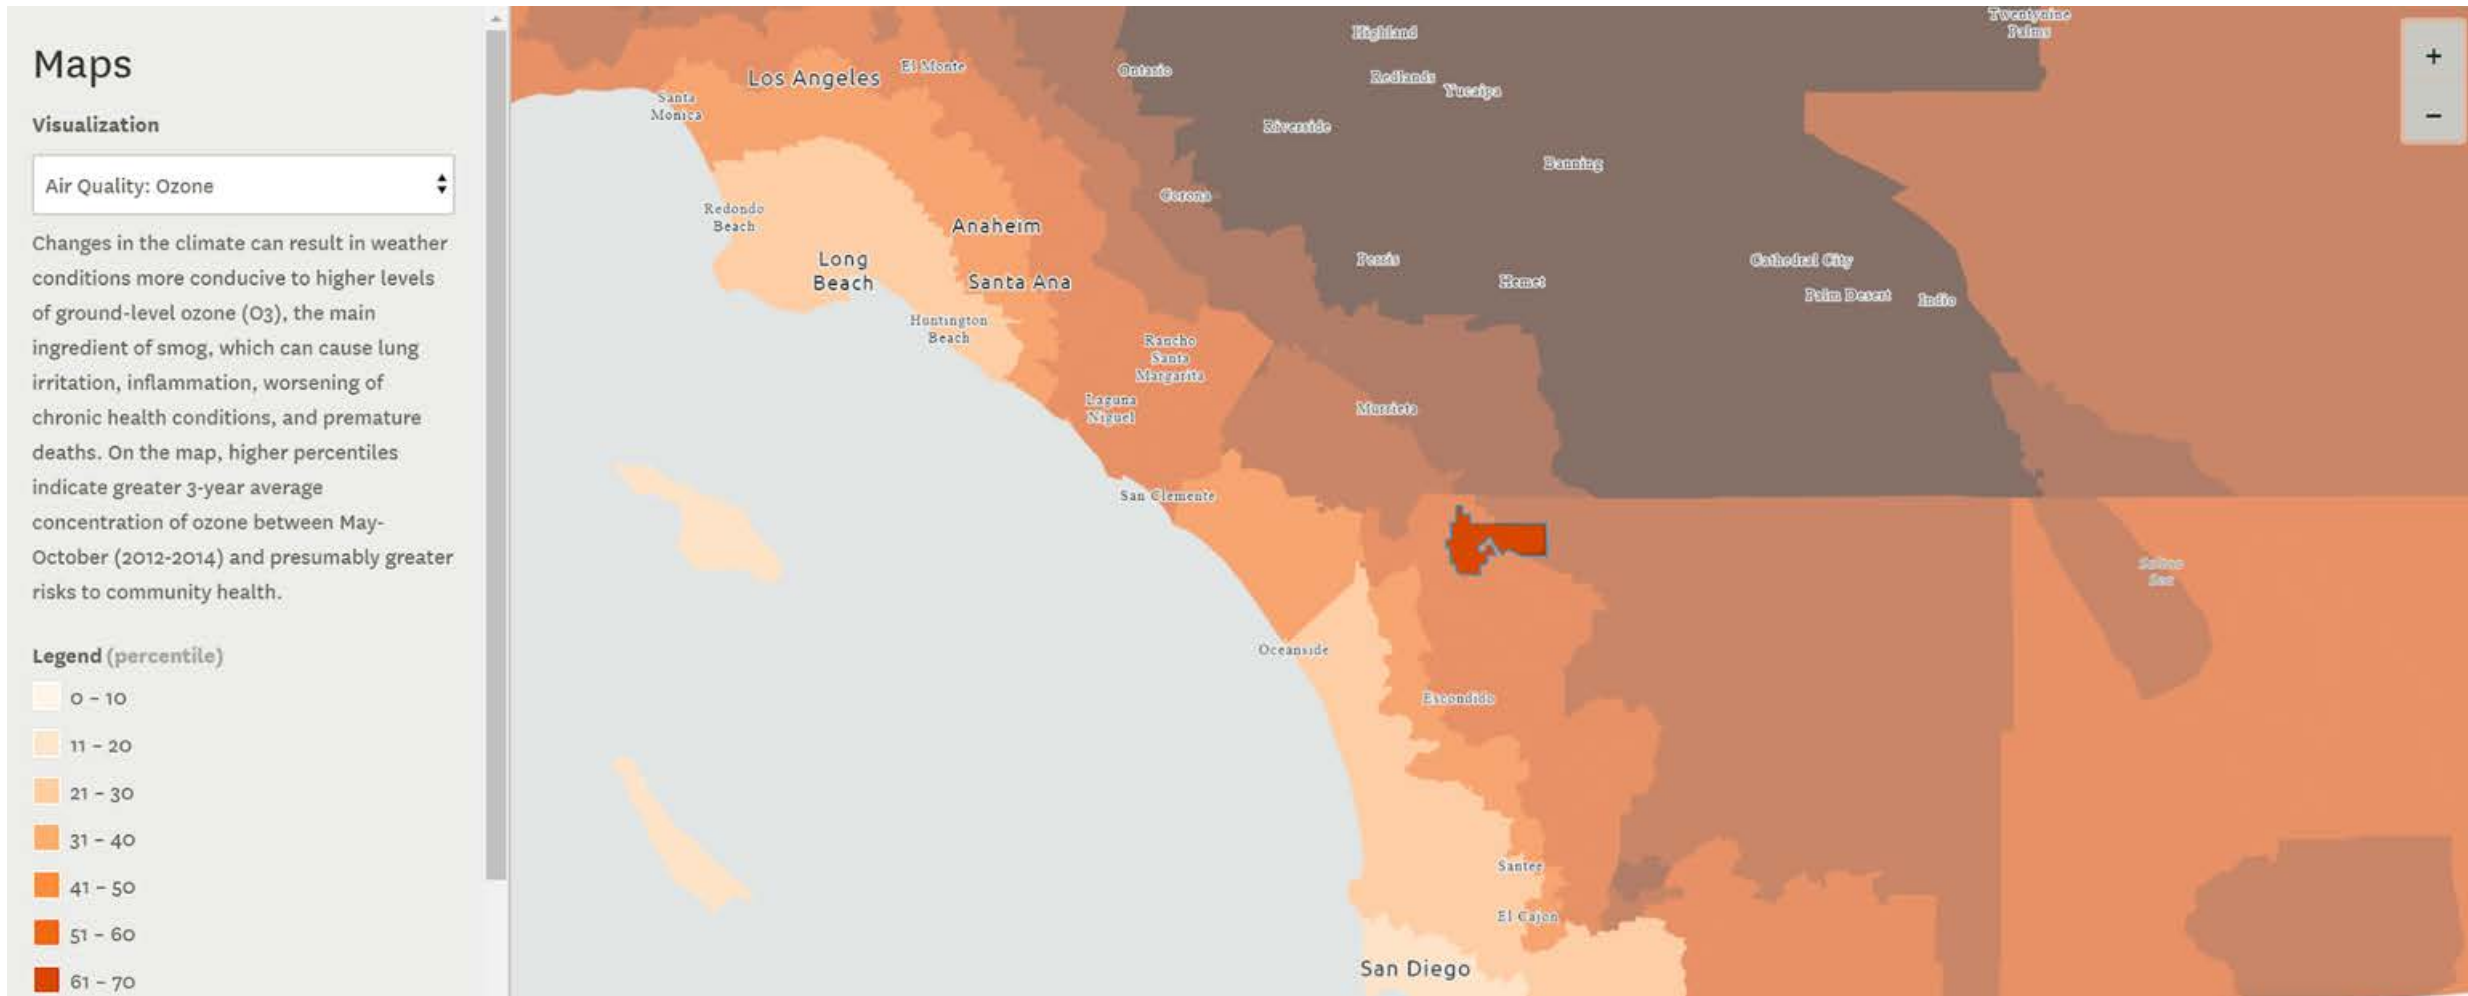 Maps
Visualization
Air Quality: Ozone
Changes in the climate can result in weather
conditions more conducive to higher levels
of ground-level ozone (O3), the main
ingredient of smog, which can cause lung
irritation, inflammation, worsening of
chronic health conditions, and premature
deaths. On the map, higher percentiles
indicate greater 3-year average
concentration of ozone between May-
October (2012-2014) and presumably greater
risks to community health.
Legend (percentile)
0 – 10
11 – 20
21 – 30
31 – 40
41 – 50
51 – 60
61 – 70
Twentynine
Palms
+
−
Highland
Los Angeles
El Monte
Ontario
Redlands
Yucaipa
Santa
Monica
Riverside
Banning
Corona
Redondo
Beach
Anaheim
Long
Beach
Santa Ana
Perris
Hemet
Cathedral City
Palm Desert
Indio
Huntington
Beach
Rancho
Santa
Margarita
Laguna
Niguel
Murrieta
San Clemente
Salton
Sea
Oceanside
Escondido
Santee
El Cajon
San Diego